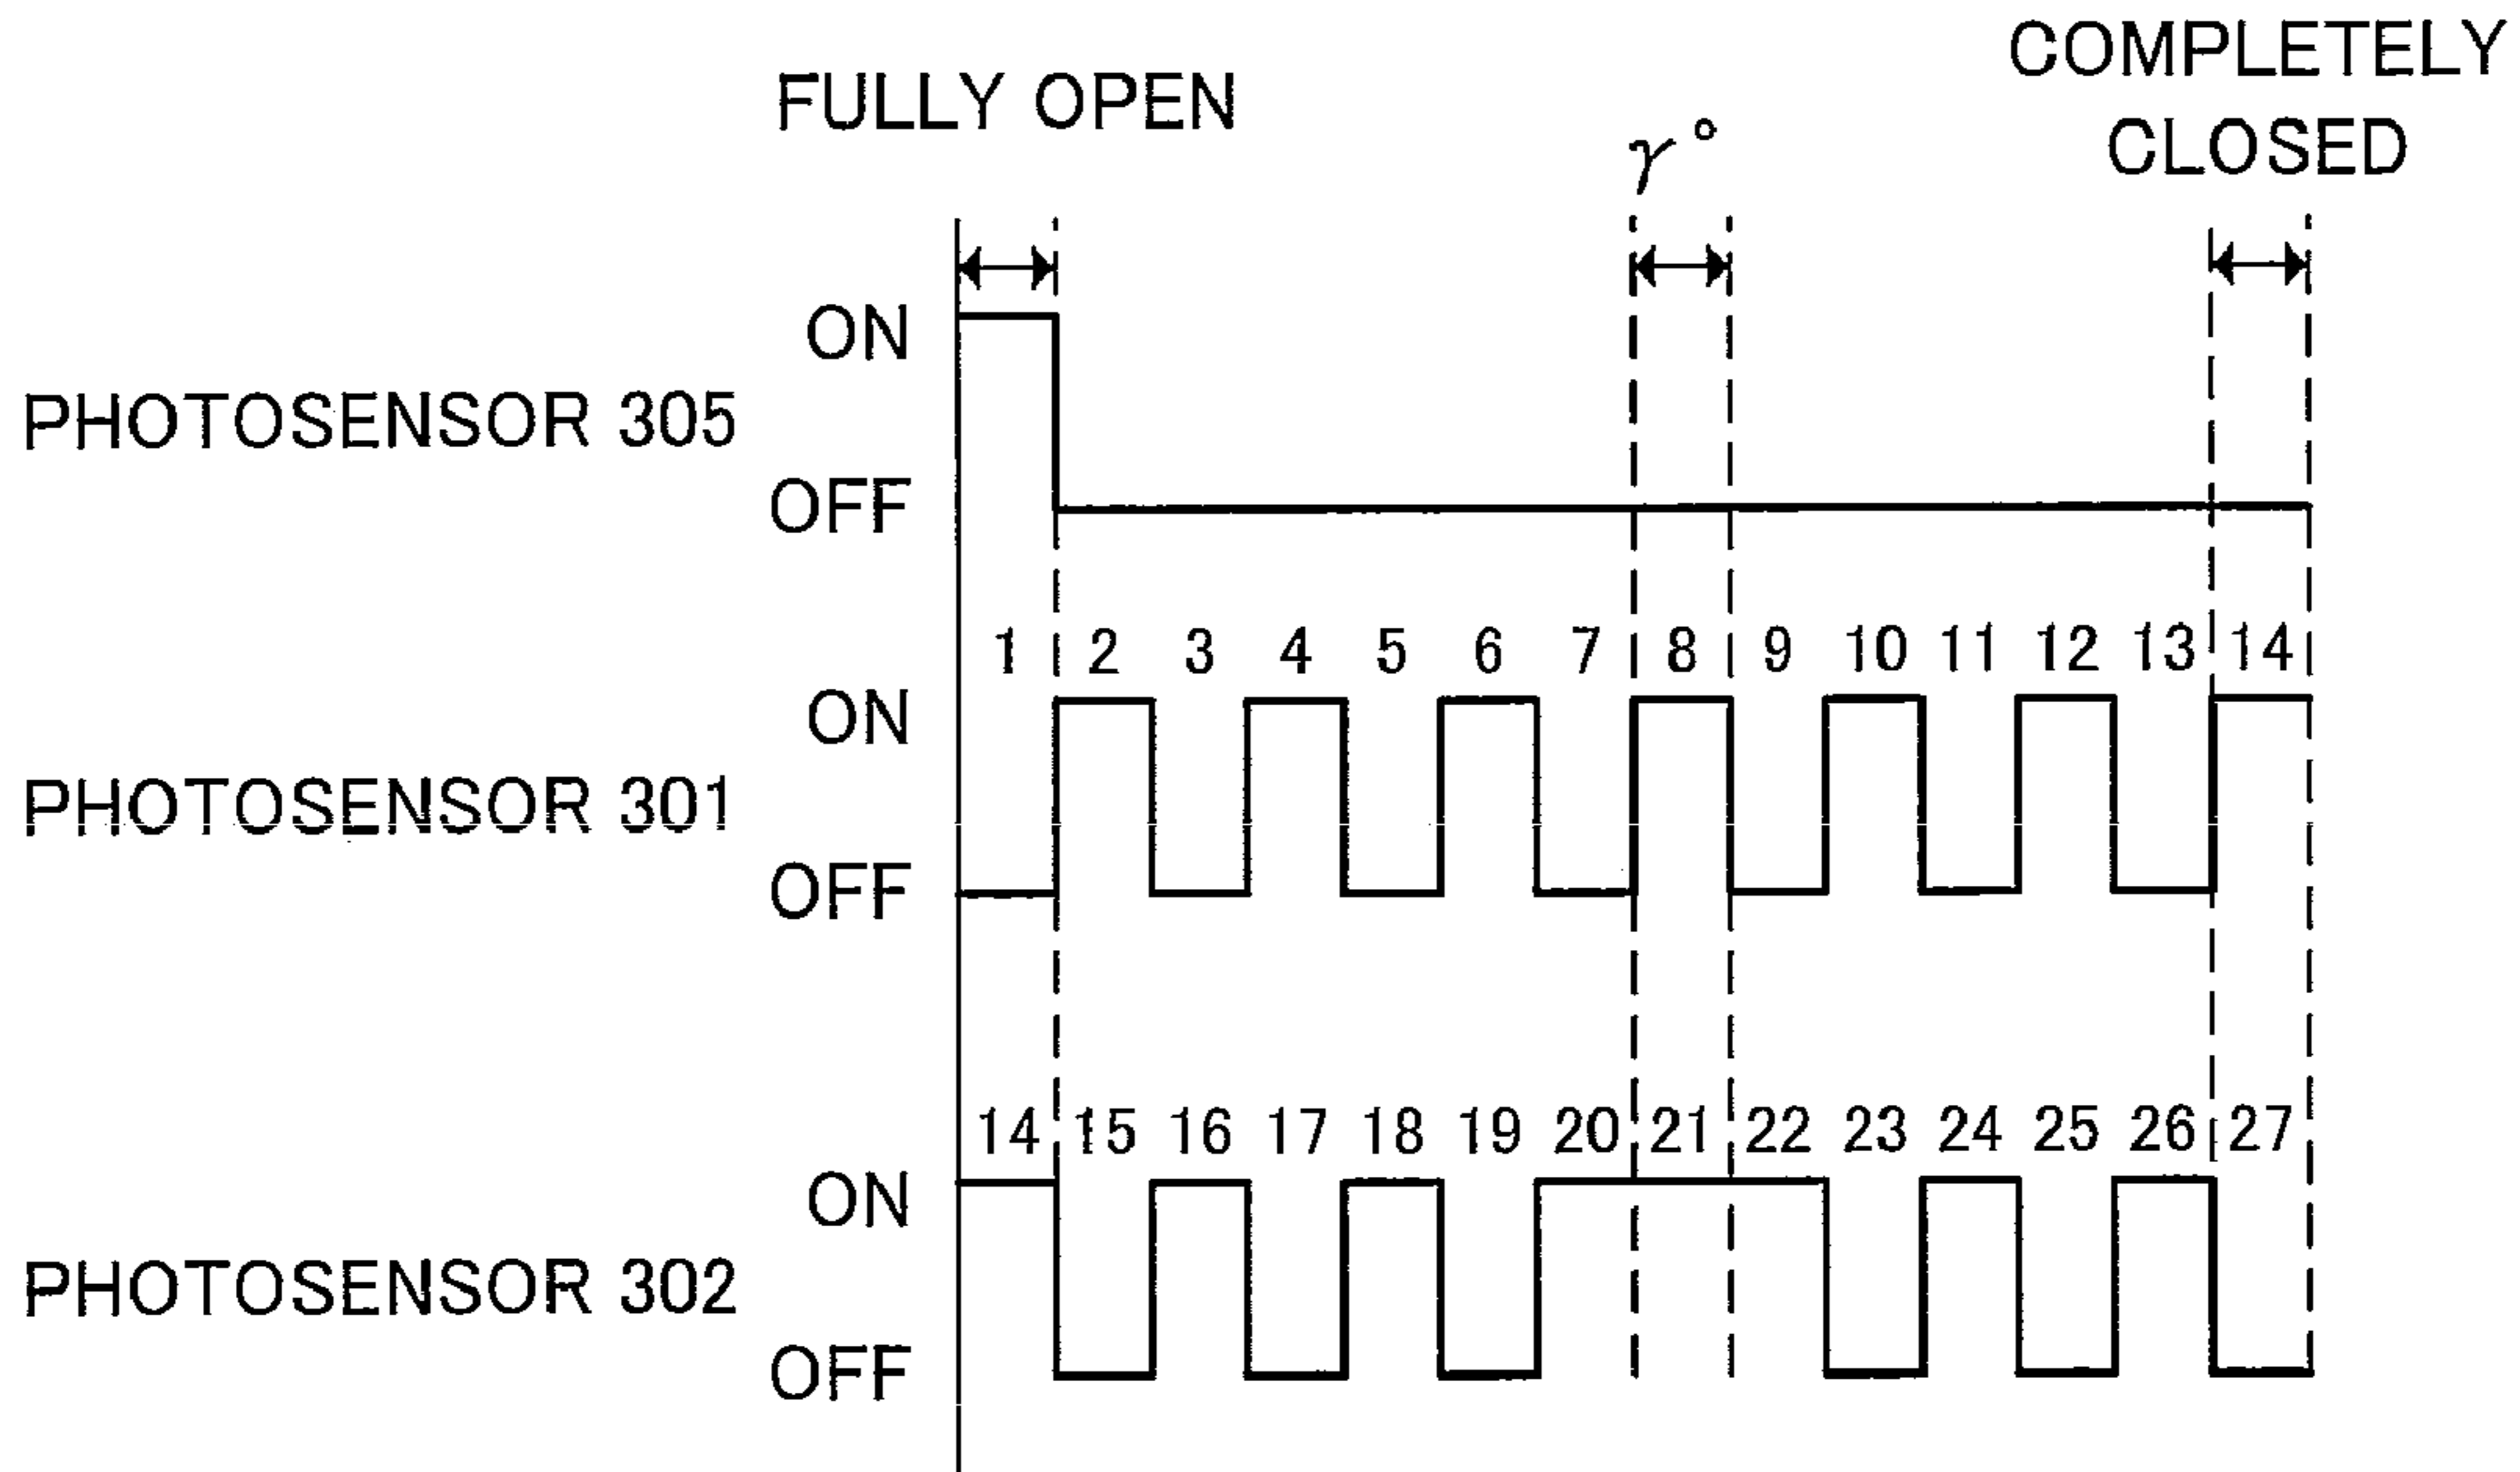 FULLY OPEN
γ°
COMPLETELY
CLOSED
ON
PHOTOSENSOR 305
OFF
1 2 3 4 5 6 7 8 9 10 11 12 13 14
ON
PHOTOSENSOR 301
OFF
14 15 16 17 18 19 20 21 22 23 24 25 26 27
ON
PHOTOSENSOR 302
OFF